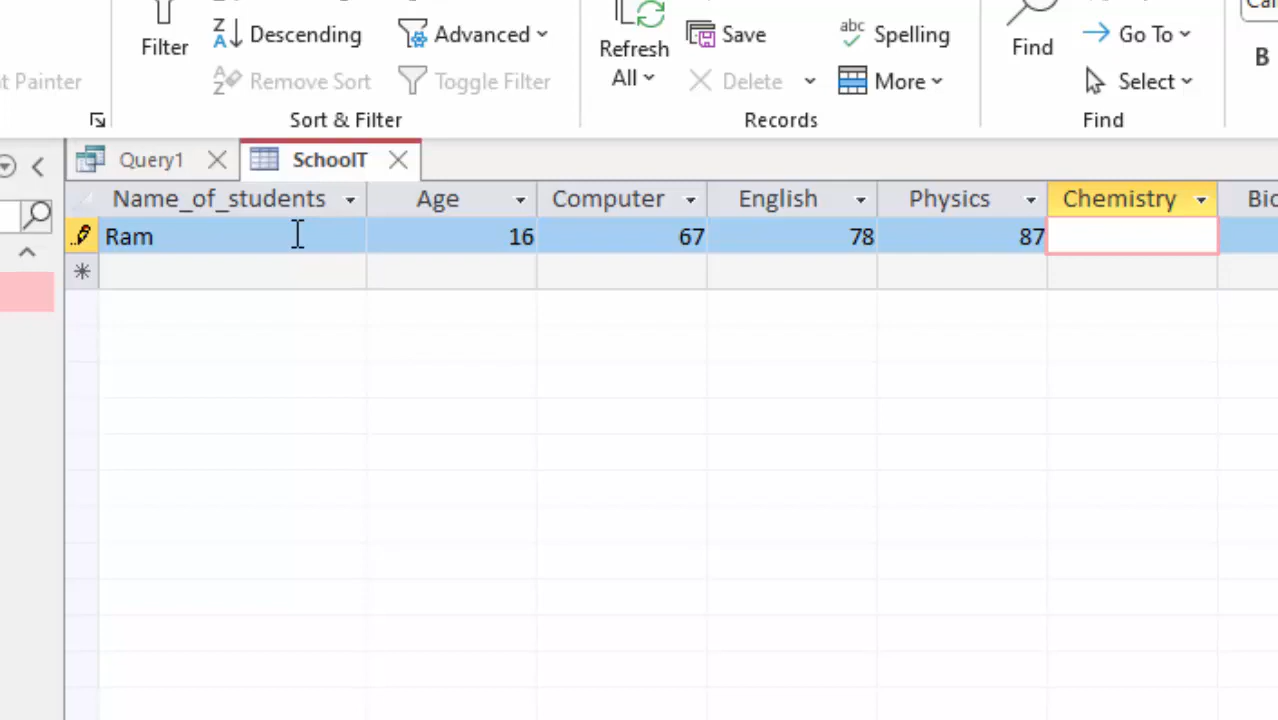 Filter
Descending
Remove Sort
Advanced
Toggle Filter
Refresh
All
Save
Delete
Spelling
More
Find
Go To
Select
B
Painter
Sort & Filter
Records
Find
Query1
SchoolT
Name_of_students Age Computer English Physics Chemistry
Ram 16 67 78 87